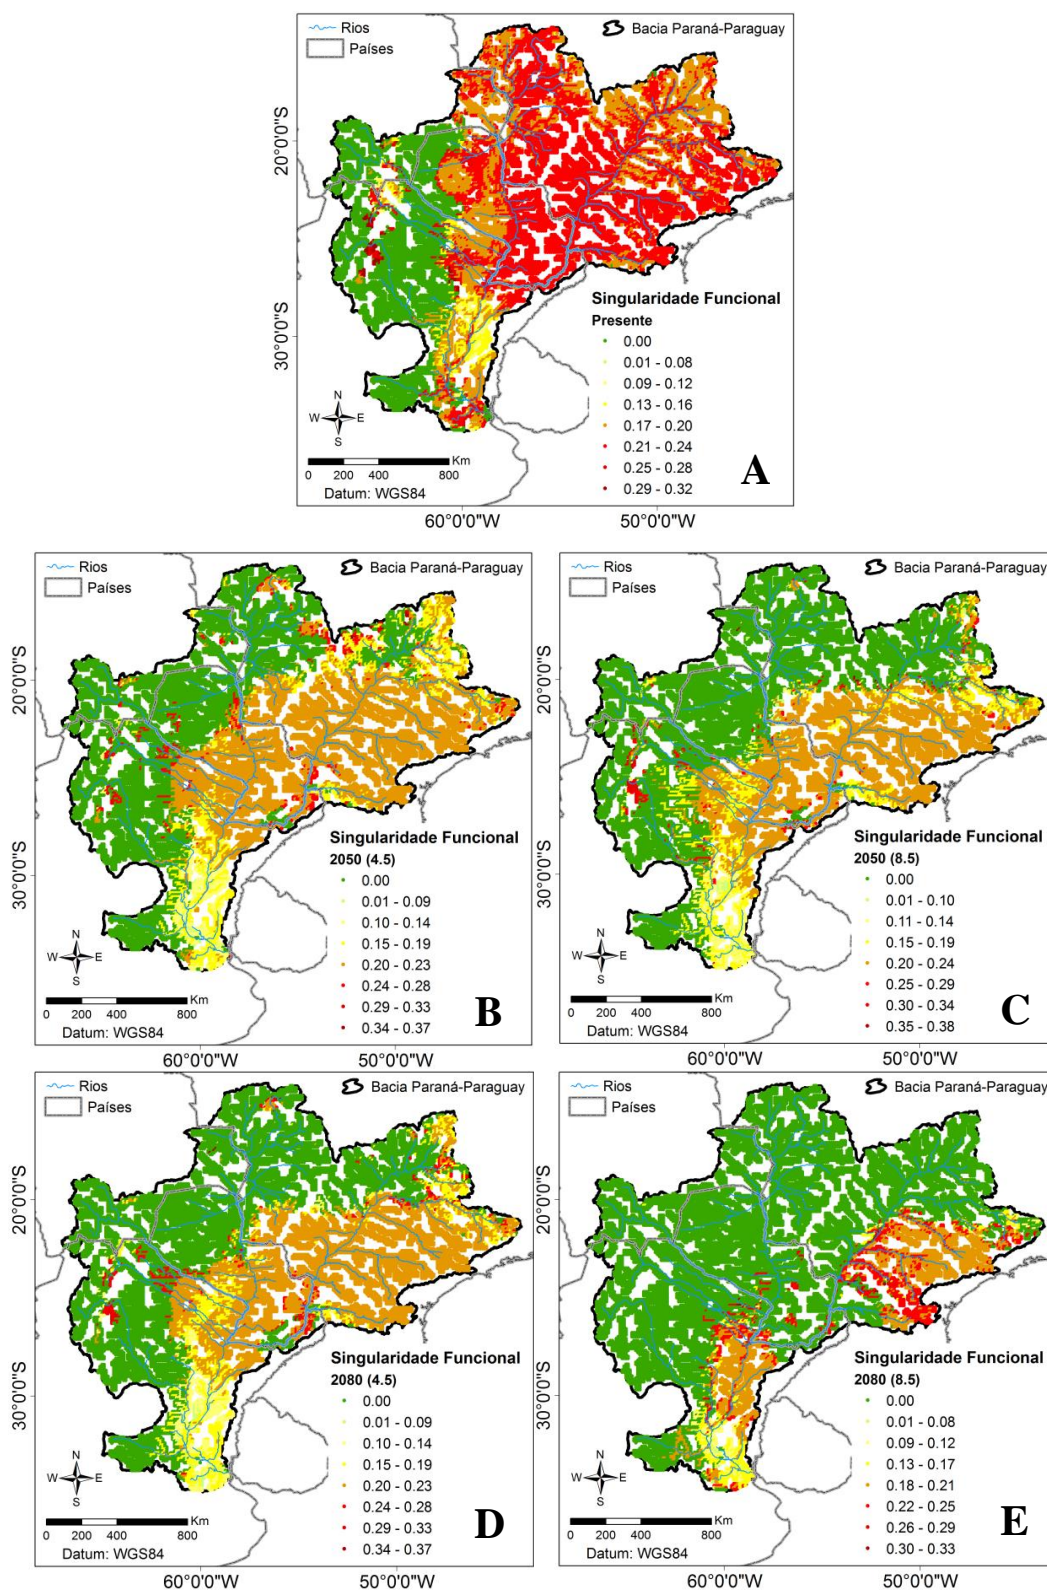 Rios
Bacia Paraná-Paraguay
Países
20°0'0"S
30°0'0"S
Singularidade Funcional
Presente
0.00
0.01 - 0.08
0.09 - 0.12
0.13 - 0.16
0.17 - 0.20
0.21 - 0.24
0.25 - 0.28
0.29 - 0.32
N
W
E
S
Km
0 200 400 800
Datum: WGS84
A
60°0'0"W
50°0'0"W
Rios
Bacia Paraná-Paraguay
Países
20°0'0"S
30°0'0"S
Singularidade Funcional
2050 (4.5)
0.00
0.01 - 0.09
0.10 - 0.14
0.15 - 0.19
0.20 - 0.23
0.24 - 0.28
0.29 - 0.33
0.34 - 0.37
N
W
E
S
Km
0 200 400 800
Datum: WGS84
B
60°0'0"W
50°0'0"W
Rios
Bacia Paraná-Paraguay
Países
20°0'0"S
30°0'0"S
Singularidade Funcional
2050 (8.5)
0.00
0.01 - 0.10
0.11 - 0.14
0.15 - 0.19
0.20 - 0.24
0.25 - 0.29
0.30 - 0.34
0.35 - 0.38
N
W
E
S
Km
0 200 400 800
Datum: WGS84
C
60°0'0"W
50°0'0"W
Rios
Bacia Paraná-Paraguay
Países
20°0'0"S
30°0'0"S
Singularidade Funcional
2080 (4.5)
0.00
0.01 - 0.09
0.10 - 0.14
0.15 - 0.19
0.20 - 0.23
0.24 - 0.28
0.29 - 0.33
0.34 - 0.37
N
W
E
S
Km
0 200 400 800
Datum: WGS84
D
60°0'0"W
50°0'0"W
Rios
Bacia Paraná-Paraguay
Países
20°0'0"S
30°0'0"S
Singularidade Funcional
2080 (8.5)
0.00
0.01 - 0.08
0.09 - 0.12
0.13 - 0.17
0.18 - 0.21
0.22 - 0.25
0.26 - 0.29
0.30 - 0.33
N
W
E
S
Km
0 200 400 800
Datum: WGS84
E
60°0'0"W
50°0'0"W